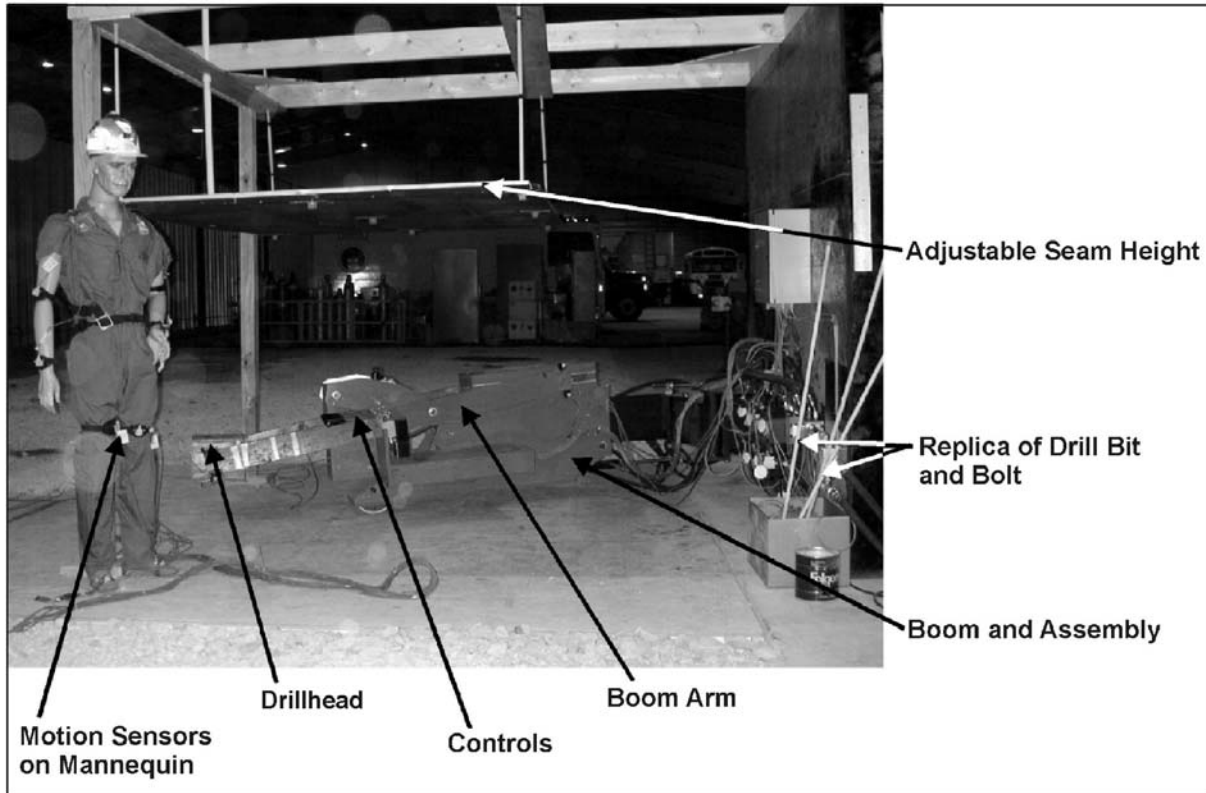 Adjustable Seam Height
Replica of Drill Bit
and Bolt
Boom and Assembly
Boom Arm
Drillhead
Controls
Motion Sensors
on Mannequin
Folgers